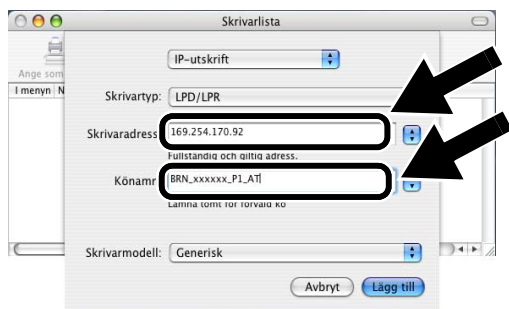 Skrivarlista
IP-utskrift
Ange som
I menyn N
Skrivartyp: LPD/LPR
Skrivaradress 169.254.170.92
Fullständig och giltig adress.
Könamn BRN_xxxxxx_P1_AT
Lämna tomt för förvald kö
Skrivarmodell: Generisk
Avbryt Lägg till